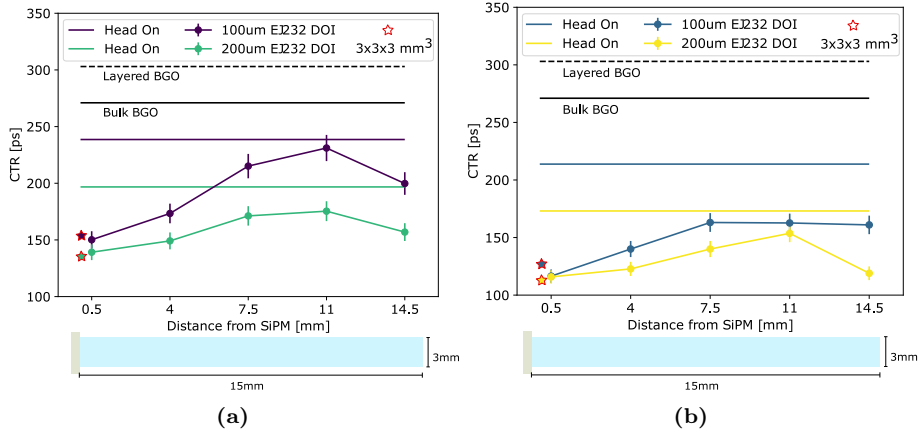 Head On 100um EJ232 DOI
Head On 200um EJ232 DOI 3x3x3 mm³
350
300
250
200
150
100
CTR [ps]
Layered BGO
Bulk BGO
0.5 4 7.5 11 14.5
Distance from SiPM [mm]
3mm
15mm
(a)
Head On 100um EJ232 DOI
Head On 200um EJ232 DOI 3x3x3 mm³
350
300
250
200
150
100
CTR [ps]
Layered BGO
Bulk BGO
0.5 4 7.5 11 14.5
Distance from SiPM [mm]
3mm
15mm
(b)